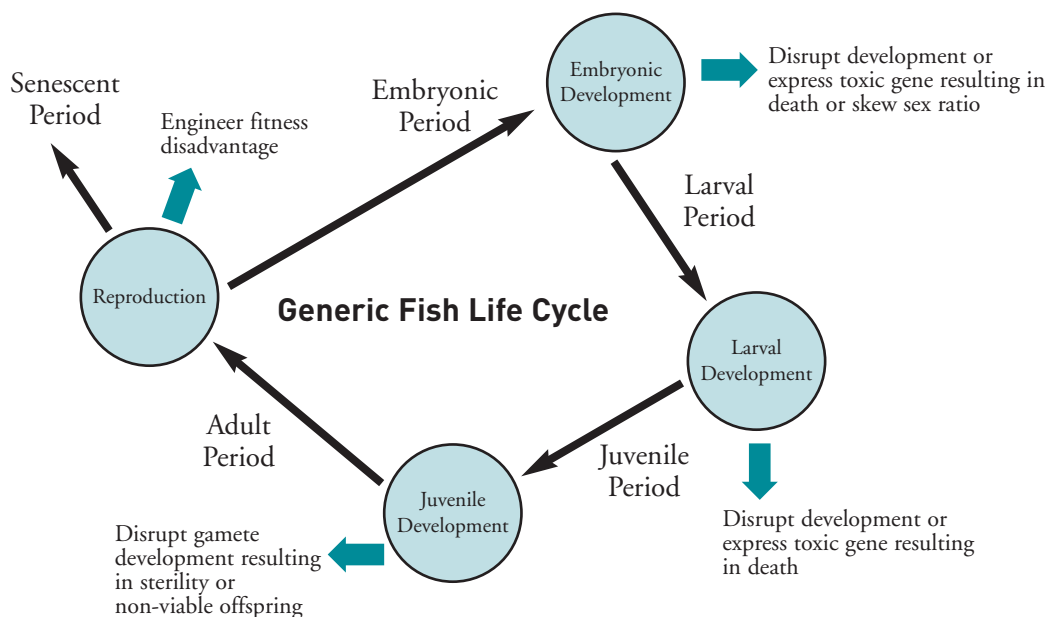 Senescent
Period
Engineer fitness
disadvantage
Embryonic
Period
Embryonic
Development
Disrupt development or
express toxic gene resulting in
death or skew sex ratio
Larval
Period
Reproduction
Generic Fish Life Cycle
Larval
Development
Adult
Period
Juvenile
Period
Juvenile
Development
Disrupt development or
express toxic gene resulting
in death
Disrupt gamete
development resulting
in sterility or
non-viable offspring